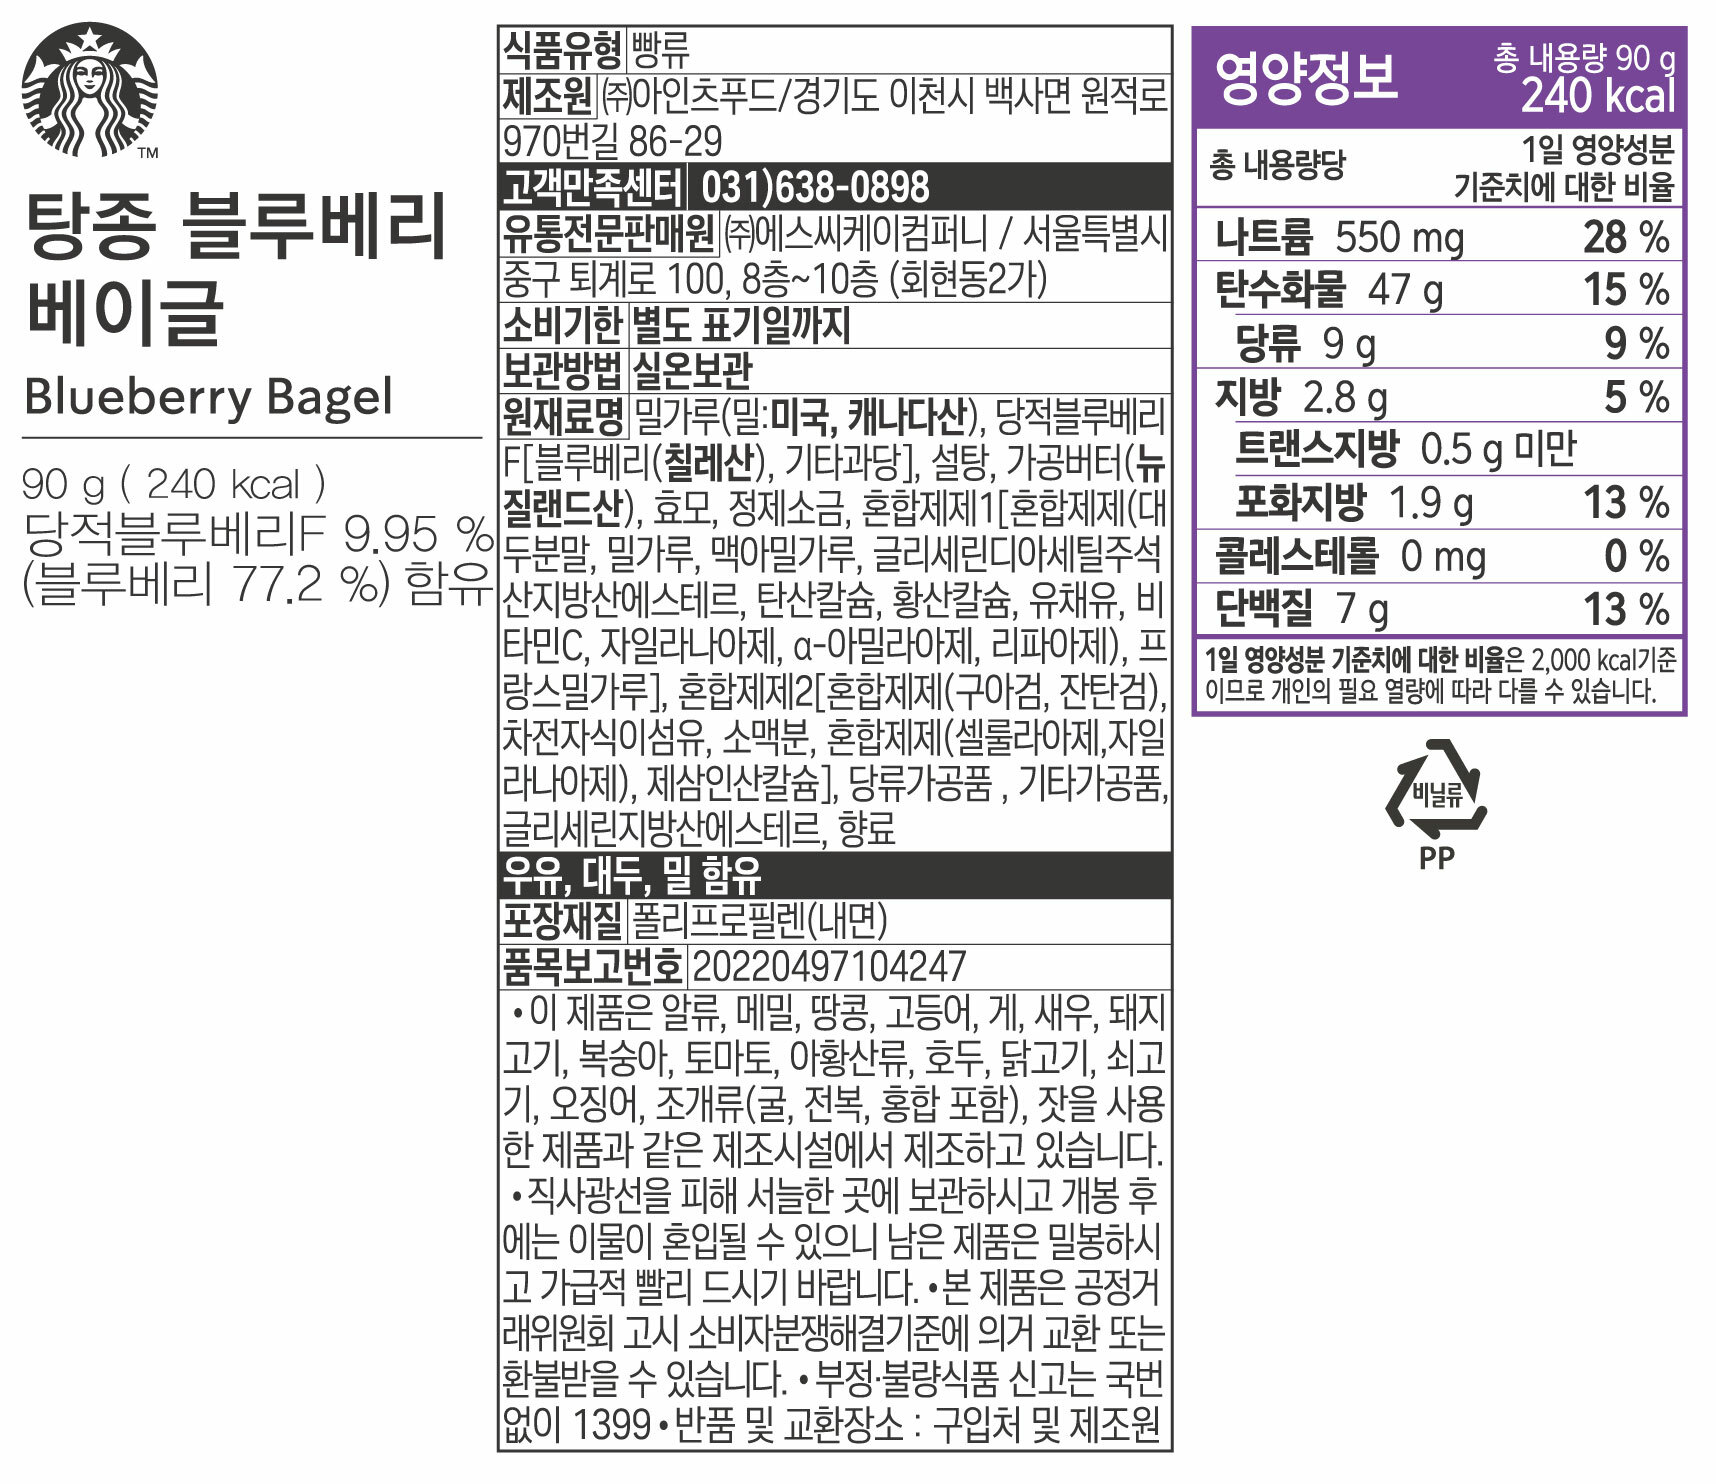 TM
탕종 블루베리
베이글
Blueberry Bagel
90 g ( 240 kcal )
당적블루베리F 9.95 %
(블루베리 77.2 %) 함유
식품유형 빵류
제조원 ㈜아인츠푸드/경기도 이천시 백사면 원적로
970번길 86-29
고객만족센터 031)638-0898
유통전문판매원 ㈜에스씨케이컴퍼니 / 서울특별시
중구 퇴계로 100, 8층~10층 (회현동2가)
소비기한 별도 표기일까지
보관방법 실온보관
원재료명 밀가루(밀:미국, 캐나다산), 당적블루베리
F[블루베리(칠레산), 기타과당], 설탕, 가공버터(뉴
질랜드산), 효모, 정제소금, 혼합제제1[혼합제제(대
두분말, 밀가루, 맥아밀가루, 글리세린디아세틸주석
산지방산에스테르, 탄산칼슘, 황산칼슘, 유채유, 비
타민C, 자일라나아제, α-아밀라아제, 리파아제), 프
랑스밀가루], 혼합제제2[혼합제제(구아검, 잔탄검),
차전자식이섬유, 소맥분, 혼합제제(셀룰라아제,자일
라나아제), 제삼인산칼슘], 당류가공품 , 기타가공품,
글리세린지방산에스테르, 향료
우유, 대두, 밀 함유
포장재질 폴리프로필렌(내면)
품목보고번호 20220497104247
•이 제품은 알류, 메밀, 땅콩, 고등어, 게, 새우, 돼지
고기, 복숭아, 토마토, 아황산류, 호두, 닭고기, 쇠고
기, 오징어, 조개류(굴, 전복, 홍합 포함), 잣을 사용
한 제품과 같은 제조시설에서 제조하고 있습니다.
•직사광선을 피해 서늘한 곳에 보관하시고 개봉 후
에는 이물이 혼입될 수 있으니 남은 제품은 밀봉하시
고 가급적 빨리 드시기 바랍니다. •본 제품은 공정거
래위원회 고시 소비자분쟁해결기준에 의거 교환 또는
환불받을 수 있습니다. •부정·불량식품 신고는 국번
없이 1399•반품 및 교환장소 : 구입처 및 제조원
영양정보 총 내용량 90 g
240 kcal
총 내용량당 1일 영양성분
기준치에 대한 비율
나트륨 550 mg 28 %
탄수화물 47 g 15 %
당류 9 g 9 %
지방 2.8 g 5 %
트랜스지방 0.5 g 미만
포화지방 1.9 g 13 %
콜레스테롤 0 mg 0 %
단백질 7 g 13 %
1일 영양성분 기준치에 대한 비율은 2,000 kcal기준
이므로 개인의 필요 열량에 따라 다를 수 있습니다.
비닐류
PP